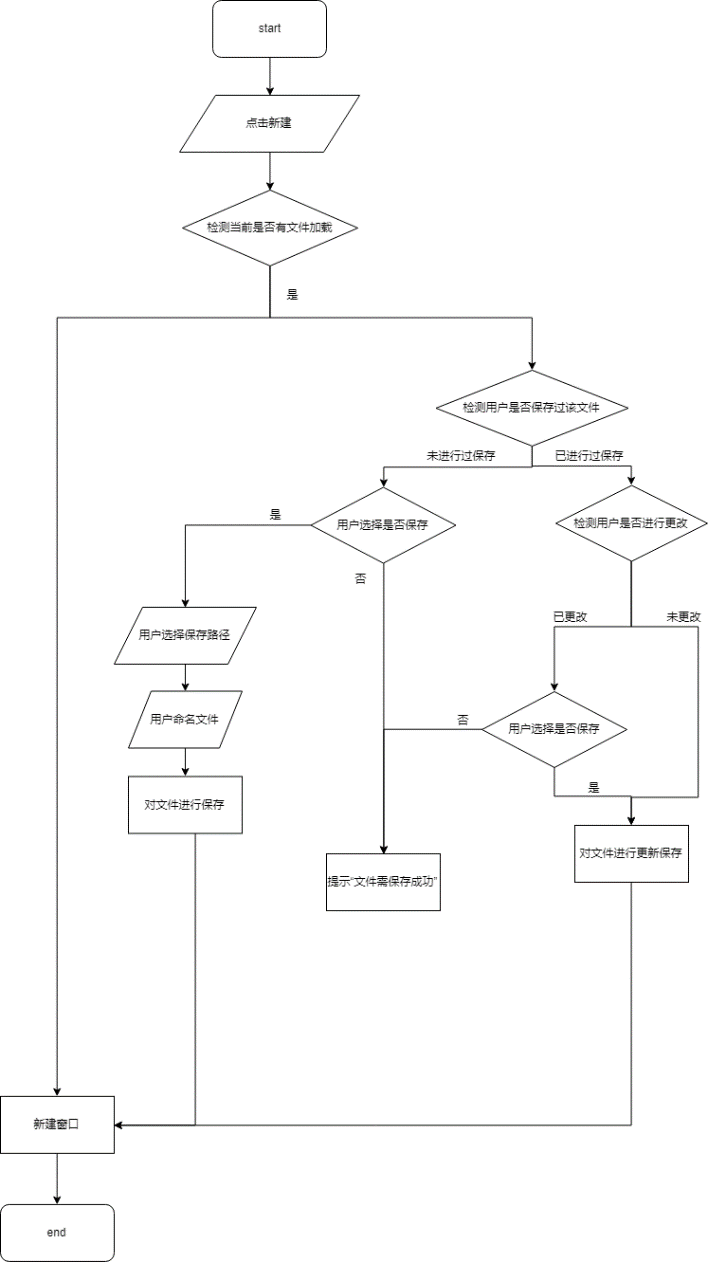 start
点击新建
检测当前是否有文件加载
是
检测用户是否保存过该文件
未进行过保存
已进行过保存
用户选择是否保存
检测用户是否进行更改
是
否
用户选择保存路径
已更改
未更改
用户命名文件
否
用户选择是否保存
是
对文件进行保存
对文件进行更新保存
提示“文件需保存成功”
新建窗口
end